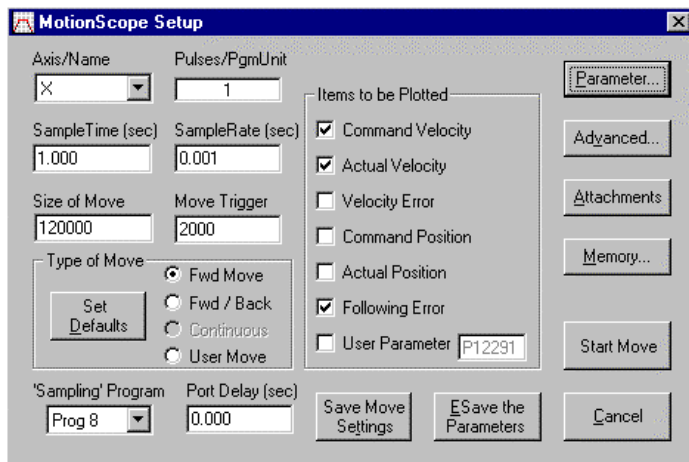 MotionScope Setup
Axis/Name
Pulses/PgmUnit
X
1
Parameter...
Items to be Plotted
SampleTime (sec)
SampleRate (sec)
Command Velocity
Advanced...
1.000
0.001
Actual Velocity
Size of Move
Move Trigger
Velocity Error
Attachments
120000
2000
Command Position
Type of Move
Fwd Move
Actual Position
Memory...
Set Defaults
Fwd / Back
Following Error
Continuous
User Move
User Parameter
P12291
Start Move
'Sampling' Program
Port Delay (sec)
Prog 8
0.000
Save Move
Settings
ESave the
Parameters
Cancel